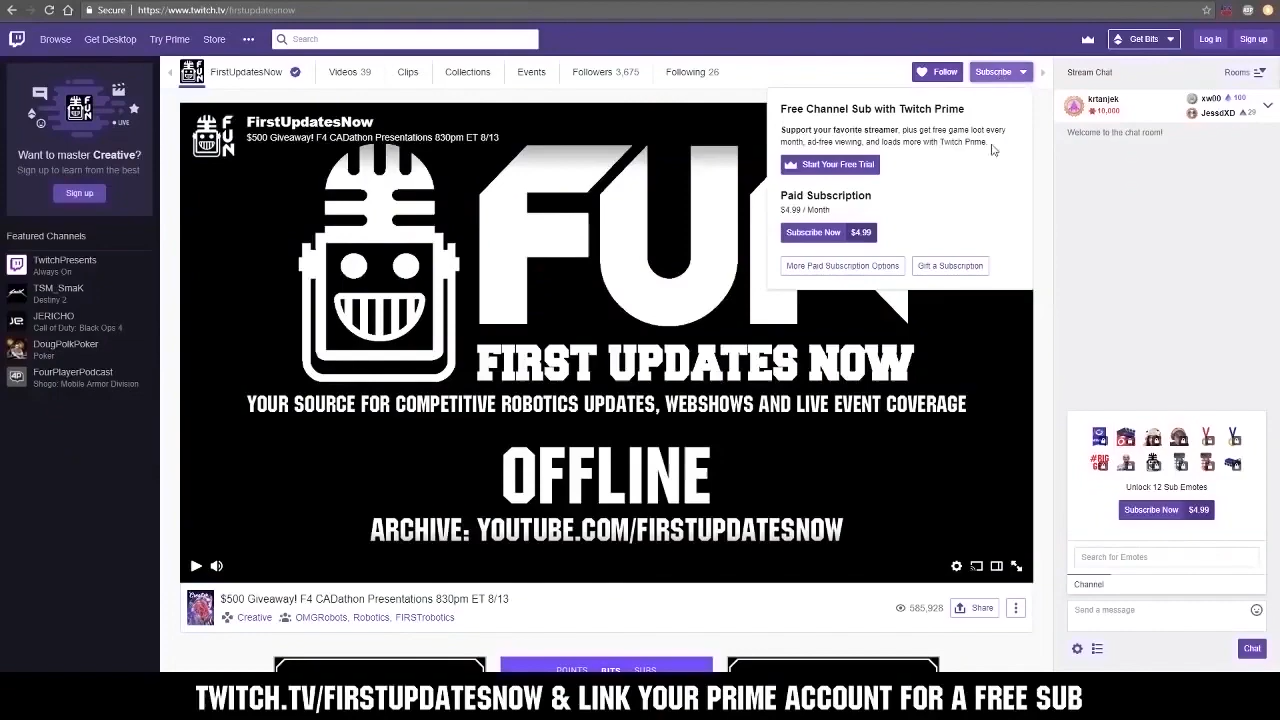 Secure https://www.twitch.tv/firstupdatesnow
Browse Get Desktop Try Prime Store Search Get Bits Log in Sign up
FirstUpdatesNow Videos 39 Clips Collections Events Followers 3,675 Following 26 Follow Subscribe
Stream Chat Rooms
FUN
LIVE
Want to master Creative?
Sign up to learn from the best
Sign up
Featured Channels
TwitchPresents
Always On
TSM_SmaK
Destiny 2
JERICHO
Call of Duty: Black Ops 4
DougPolkPoker
Poker
FourPlayerPodcast
Shogo: Mobile Armor Division
FUN
FirstUpdatesNow
$500 Giveaway! F4 CADathon Presentations 830pm ET 8/13
FUN
FIRST UPDATES NOW
YOUR SOURCE FOR COMPETITIVE ROBOTICS UPDATES, WEBSHOWS AND LIVE EVENT COVERAGE
OFFLINE
ARCHIVE: YOUTUBE.COM/FIRSTUPDATESNOW
Free Channel Sub with Twitch Prime
Support your favorite streamer, plus get free game loot every
month, ad-free viewing, and loads more with Twitch Prime.
Start Your Free Trial
Paid Subscription
$4.99 / Month
Subscribe Now $4.99
More Paid Subscription Options Gift a Subscription
$500 Giveaway! F4 CADathon Presentations 830pm ET 8/13
Creative OMGRobots, Robotics, FIRSTrobotics
585,928 Share
POINTS BITS SUBS
krtanjek
10,000
xw00 100
JessdXD 29
Welcome to the chat room!
Unlock 12 Sub Emotes
Subscribe Now $4.99
Search for Emotes
Channel
Send a message
Chat
TWITCH.TV/FIRSTUPDATESNOW & LINK YOUR PRIME ACCOUNT FOR A FREE SUB